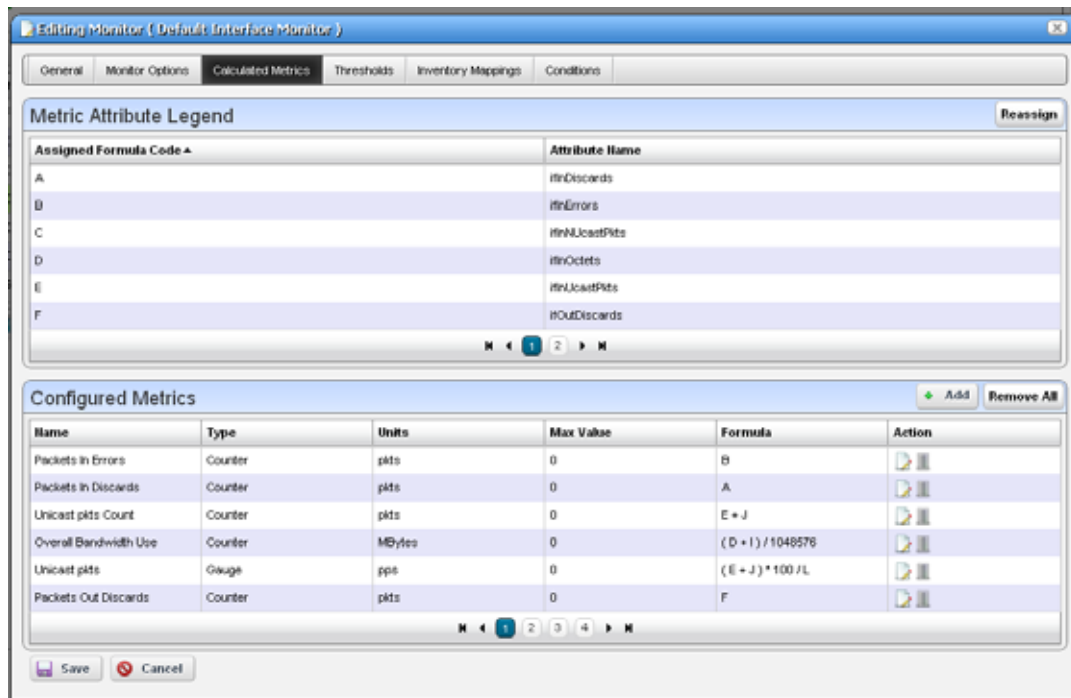 Editing Monitor ( Default Interface Monitor )
General Monitor Options Calculated Metrics Thresholds Inventory Mappings Conditions
Metric Attribute Legend Reassign
Assigned Formula Code Attribute Name
A ifInDiscards
B ifInErrors
C ifInNUcastPkts
D ifInOctets
E ifInUcastPkts
F ifOutDiscards
1 2
Configured Metrics Add Remove All
Name Type Units Max Value Formula Action
Packets In Errors Counter pkts 0 B
Packets In Discards Counter pkts 0 A
Unicast pkts Count Counter pkts 0 E + J
Overall Bandwidth Use Counter MBytes 0 ( D + I ) / 1048576
Unicast pkts Gauge pps 0 ( E + J ) * 100 / L
Packets Out Discards Counter pkts 0 F
1 2 3 4
Save Cancel